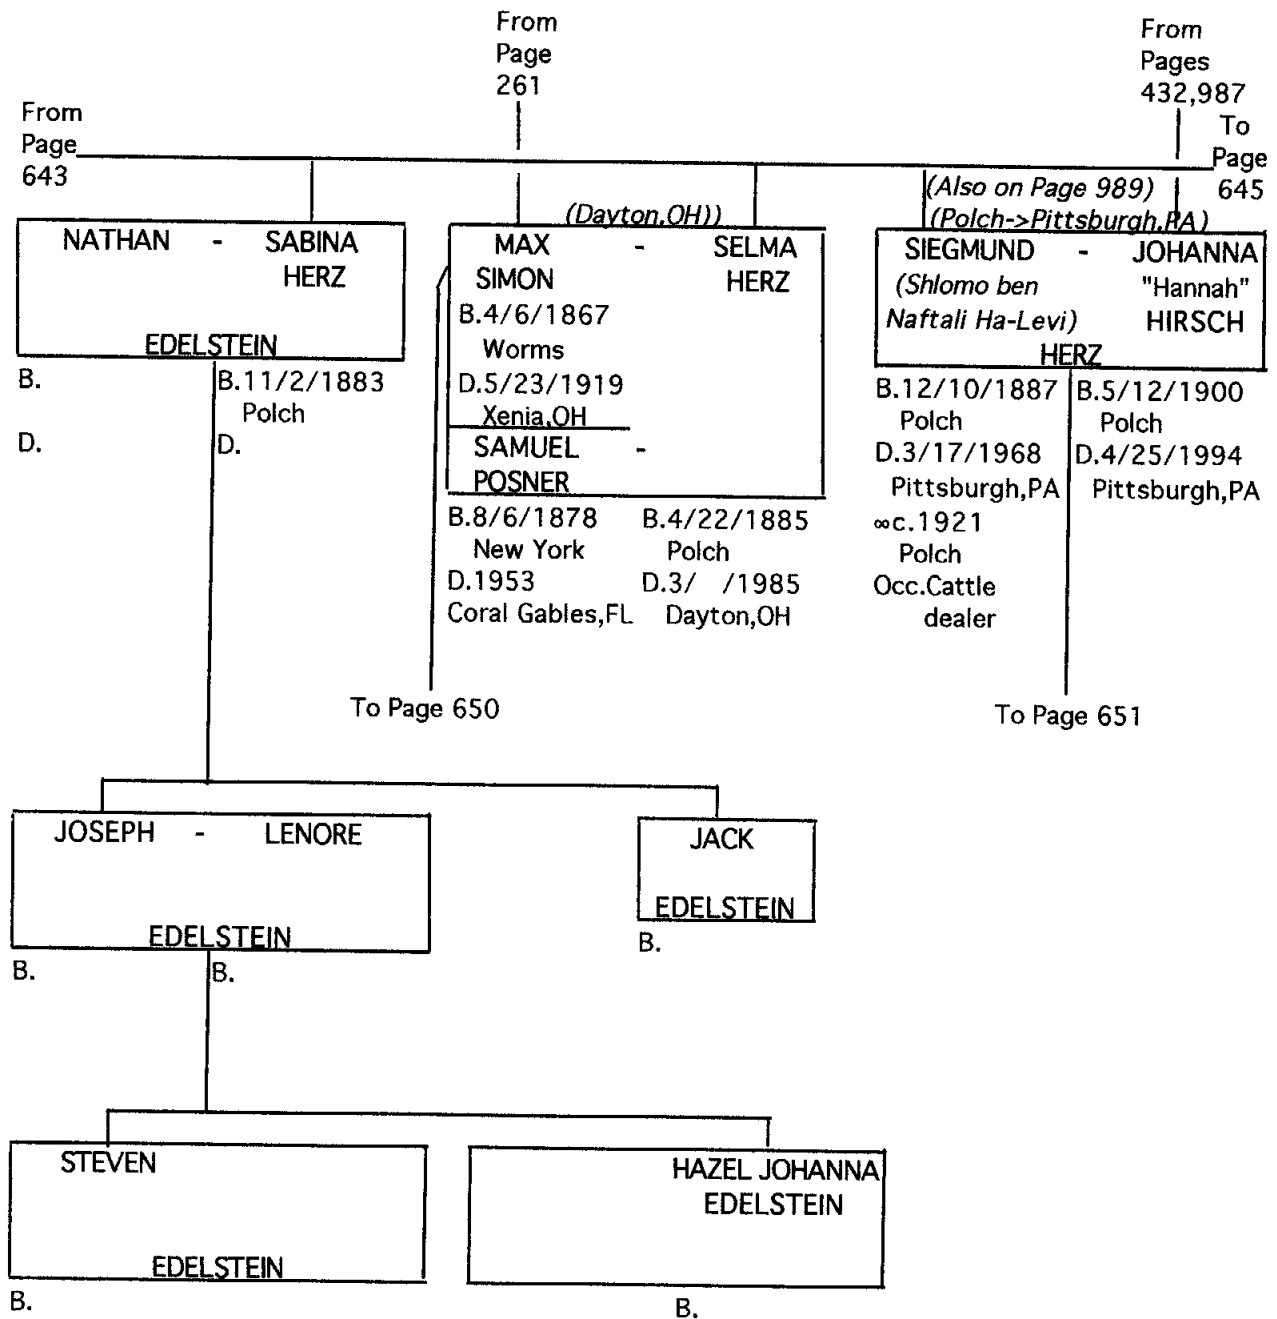 From
Page
261
From
Pages
432,987
From
Page
643
To
Page
645
(Also on Page 989)
(Dayton,OH))
(Polch->Pittsburgh,PA)
NATHAN - SABINA
HERZ
EDELSTEIN
B.
B.11/2/1883
Polch
D.
D.
MAX - SELMA
SIMON HERZ
B.4/6/1867
Worms
D.5/23/1919
Xenia,OH
SAMUEL -
POSNER
B.8/6/1878 B.4/22/1885
New York Polch
D.1953 D.3/ /1985
Coral Gables,FL Dayton,OH
SIEGMUND - JOHANNA
(Shlomo ben "Hannah"
Naftali Ha-Levi) HIRSCH
HERZ
B.12/10/1887 B.5/12/1900
Polch Polch
D.3/17/1968 D.4/25/1994
Pittsburgh,PA Pittsburgh,PA
∞c.1921
Polch
Occ.Cattle
dealer
To Page 650
To Page 651
JOSEPH - LENORE
EDELSTEIN
B. B.
JACK
EDELSTEIN
B.
STEVEN
EDELSTEIN
B.
HAZEL JOHANNA
EDELSTEIN
B.